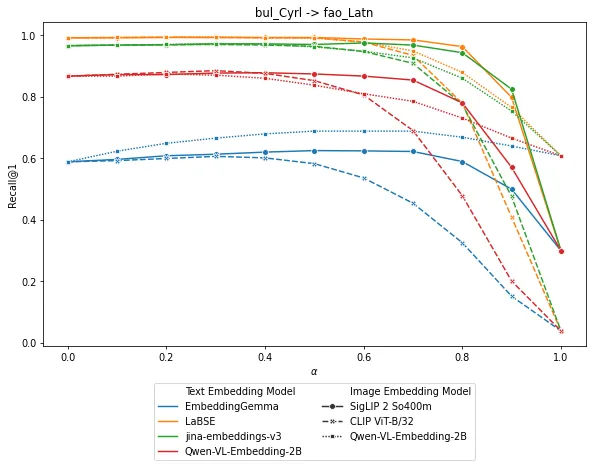 bul_Cyrl -> fao_Latn
Recall@1
1.0
0.8
0.6
0.4
0.2
0.0
0.0 0.2 0.4 0.6 0.8 1.0
α
Text Embedding Model Image Embedding Model
EmbeddingGemma SigLIP 2 So400m
LaBSE CLIP ViT-B/32
jina-embeddings-v3 Qwen-VL-Embedding-2B
Qwen-VL-Embedding-2B